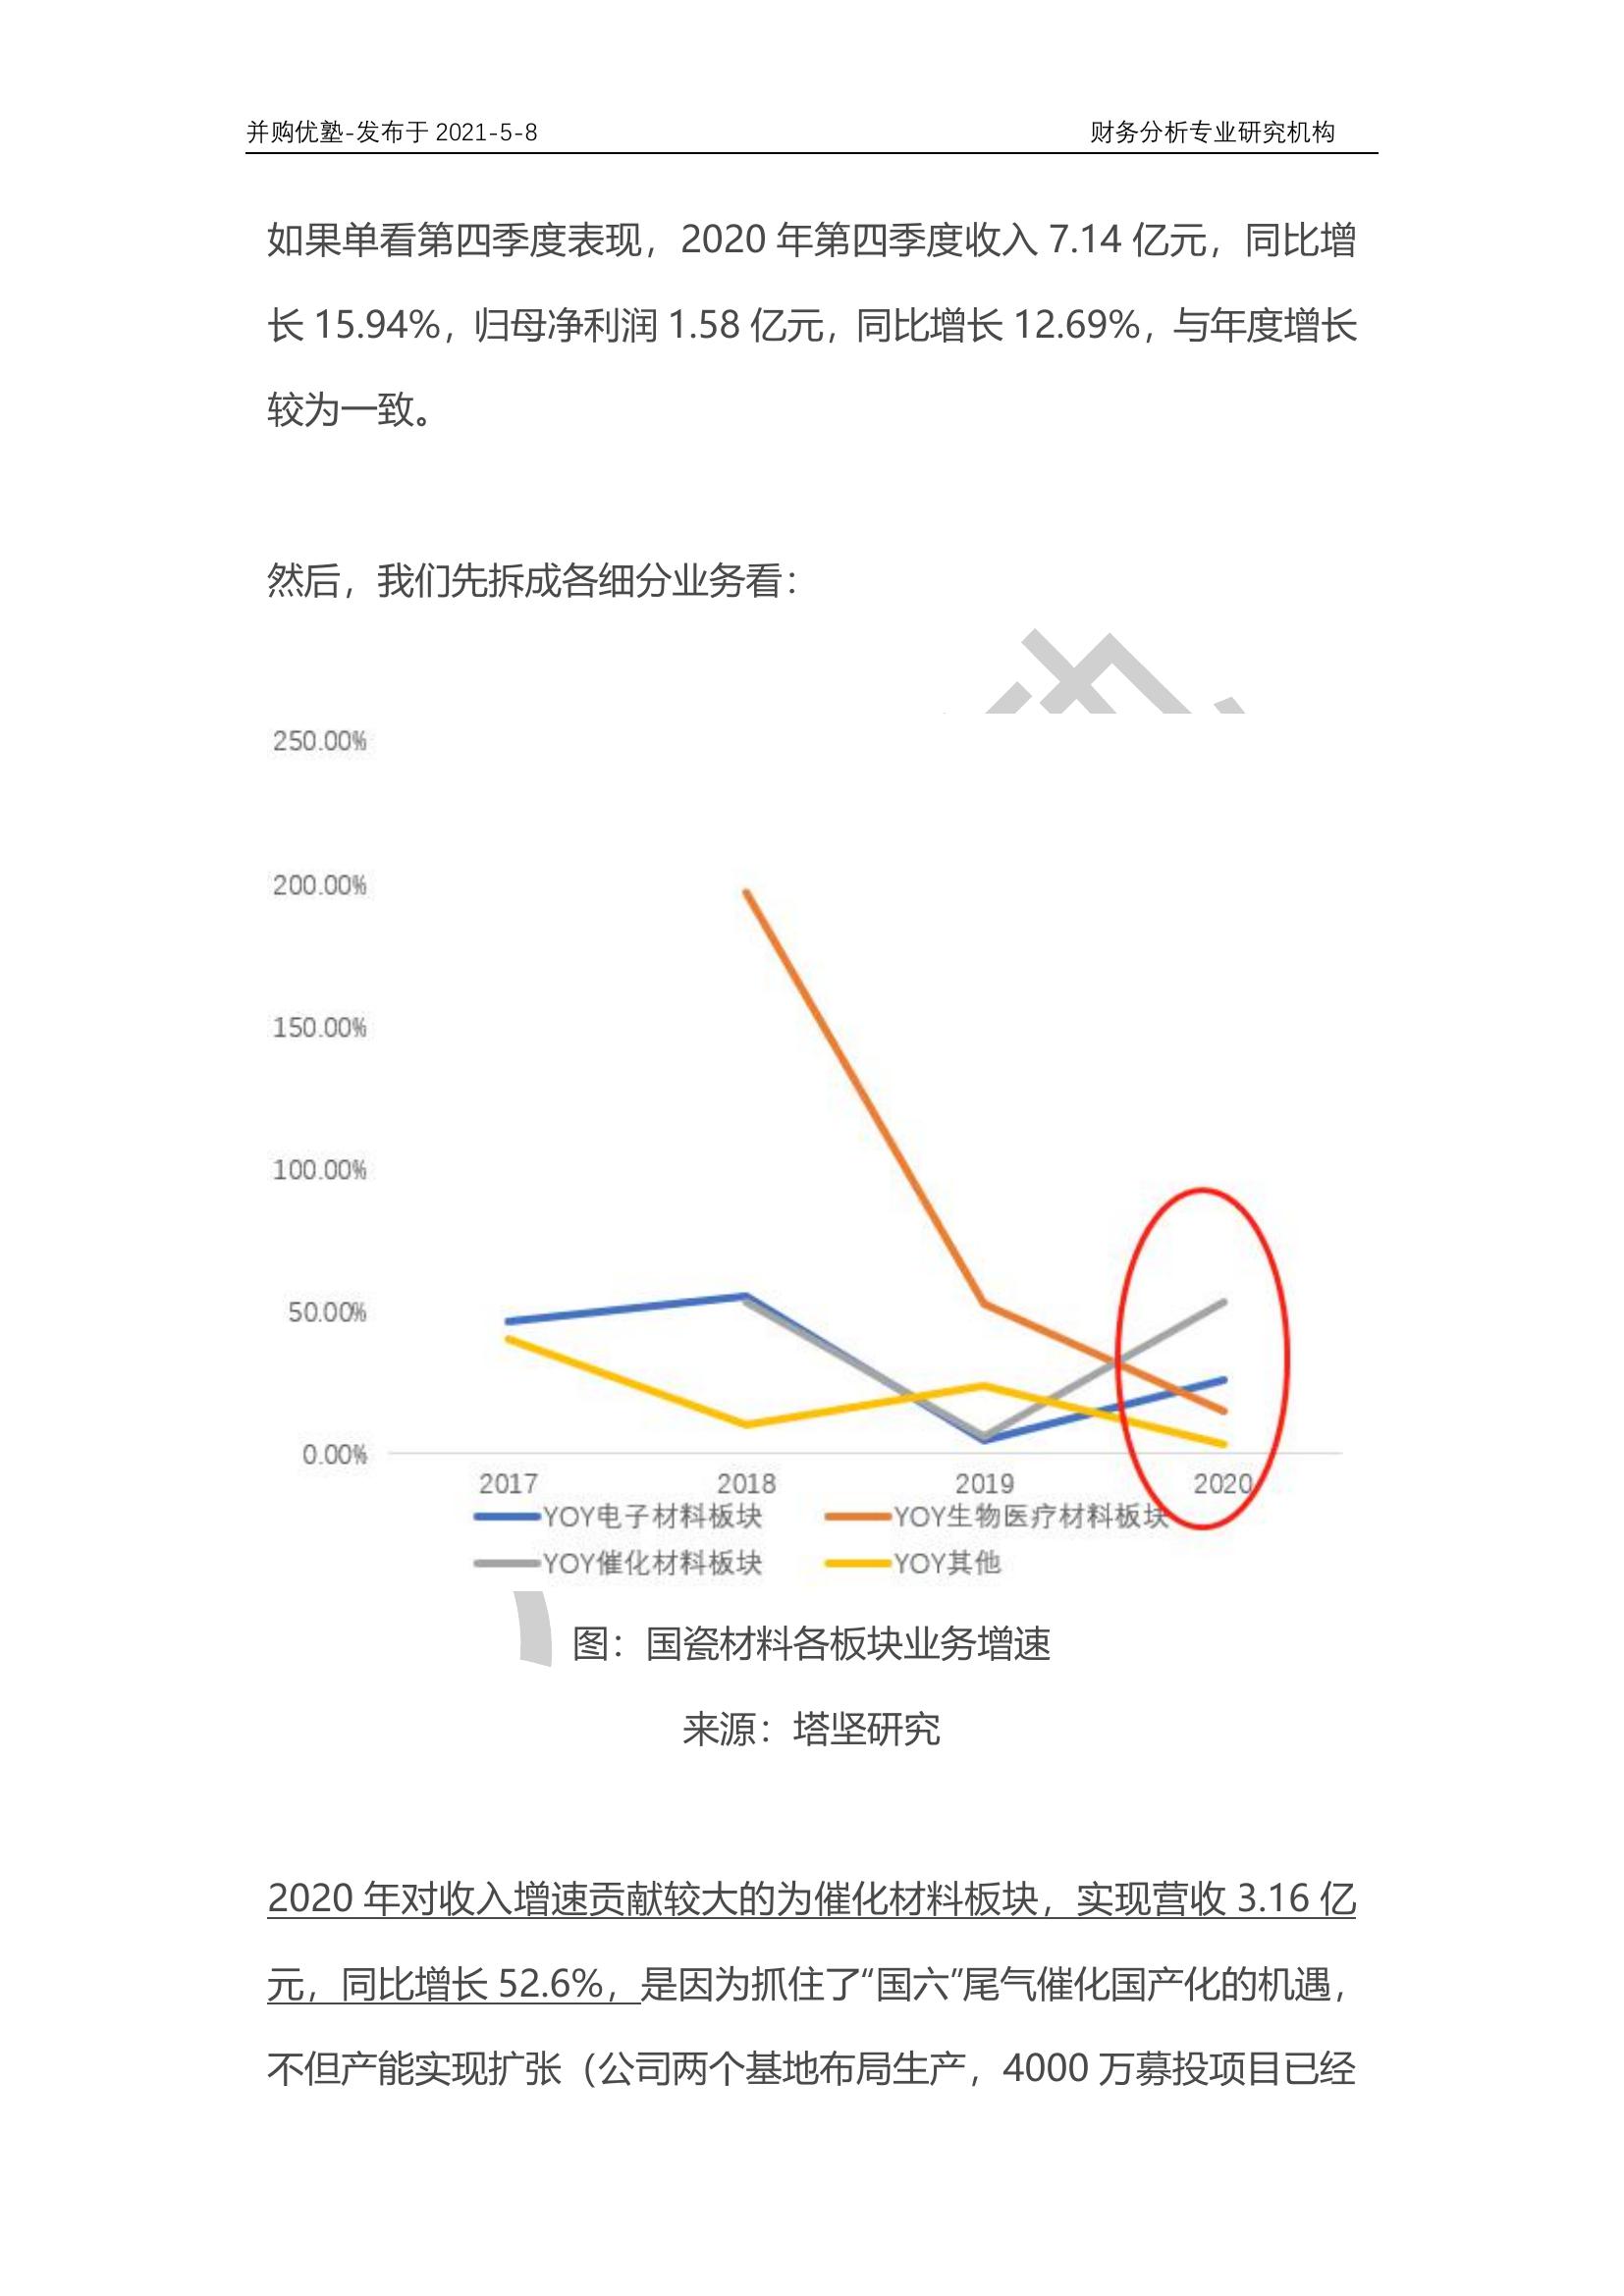 并购优塾-发布于 2021-5-8 财务分析专业研究机构
如果单看第四季度表现，2020 年第四季度收入 7.14 亿元，同比增
长 15.94%，归母净利润 1.58 亿元，同比增长 12.69%，与年度增长
较为一致。
然后，我们先拆成各细分业务看：
250.00%
200.00%
150.00%
100.00%
50.00%
0.00%
2017 2018 2019 2020
YOY电子材料板块 YOY生物医疗材料板块
YOY催化材料板块 YOY其他
图：国瓷材料各板块业务增速
来源：塔坚研究
2020 年对收入增速贡献较大的为催化材料板块，实现营收 3.16 亿
元，同比增长 52.6%，是因为抓住了“国六”尾气催化国产化的机遇，
不但产能实现扩张（公司两个基地布局生产，4000 万募投项目已经